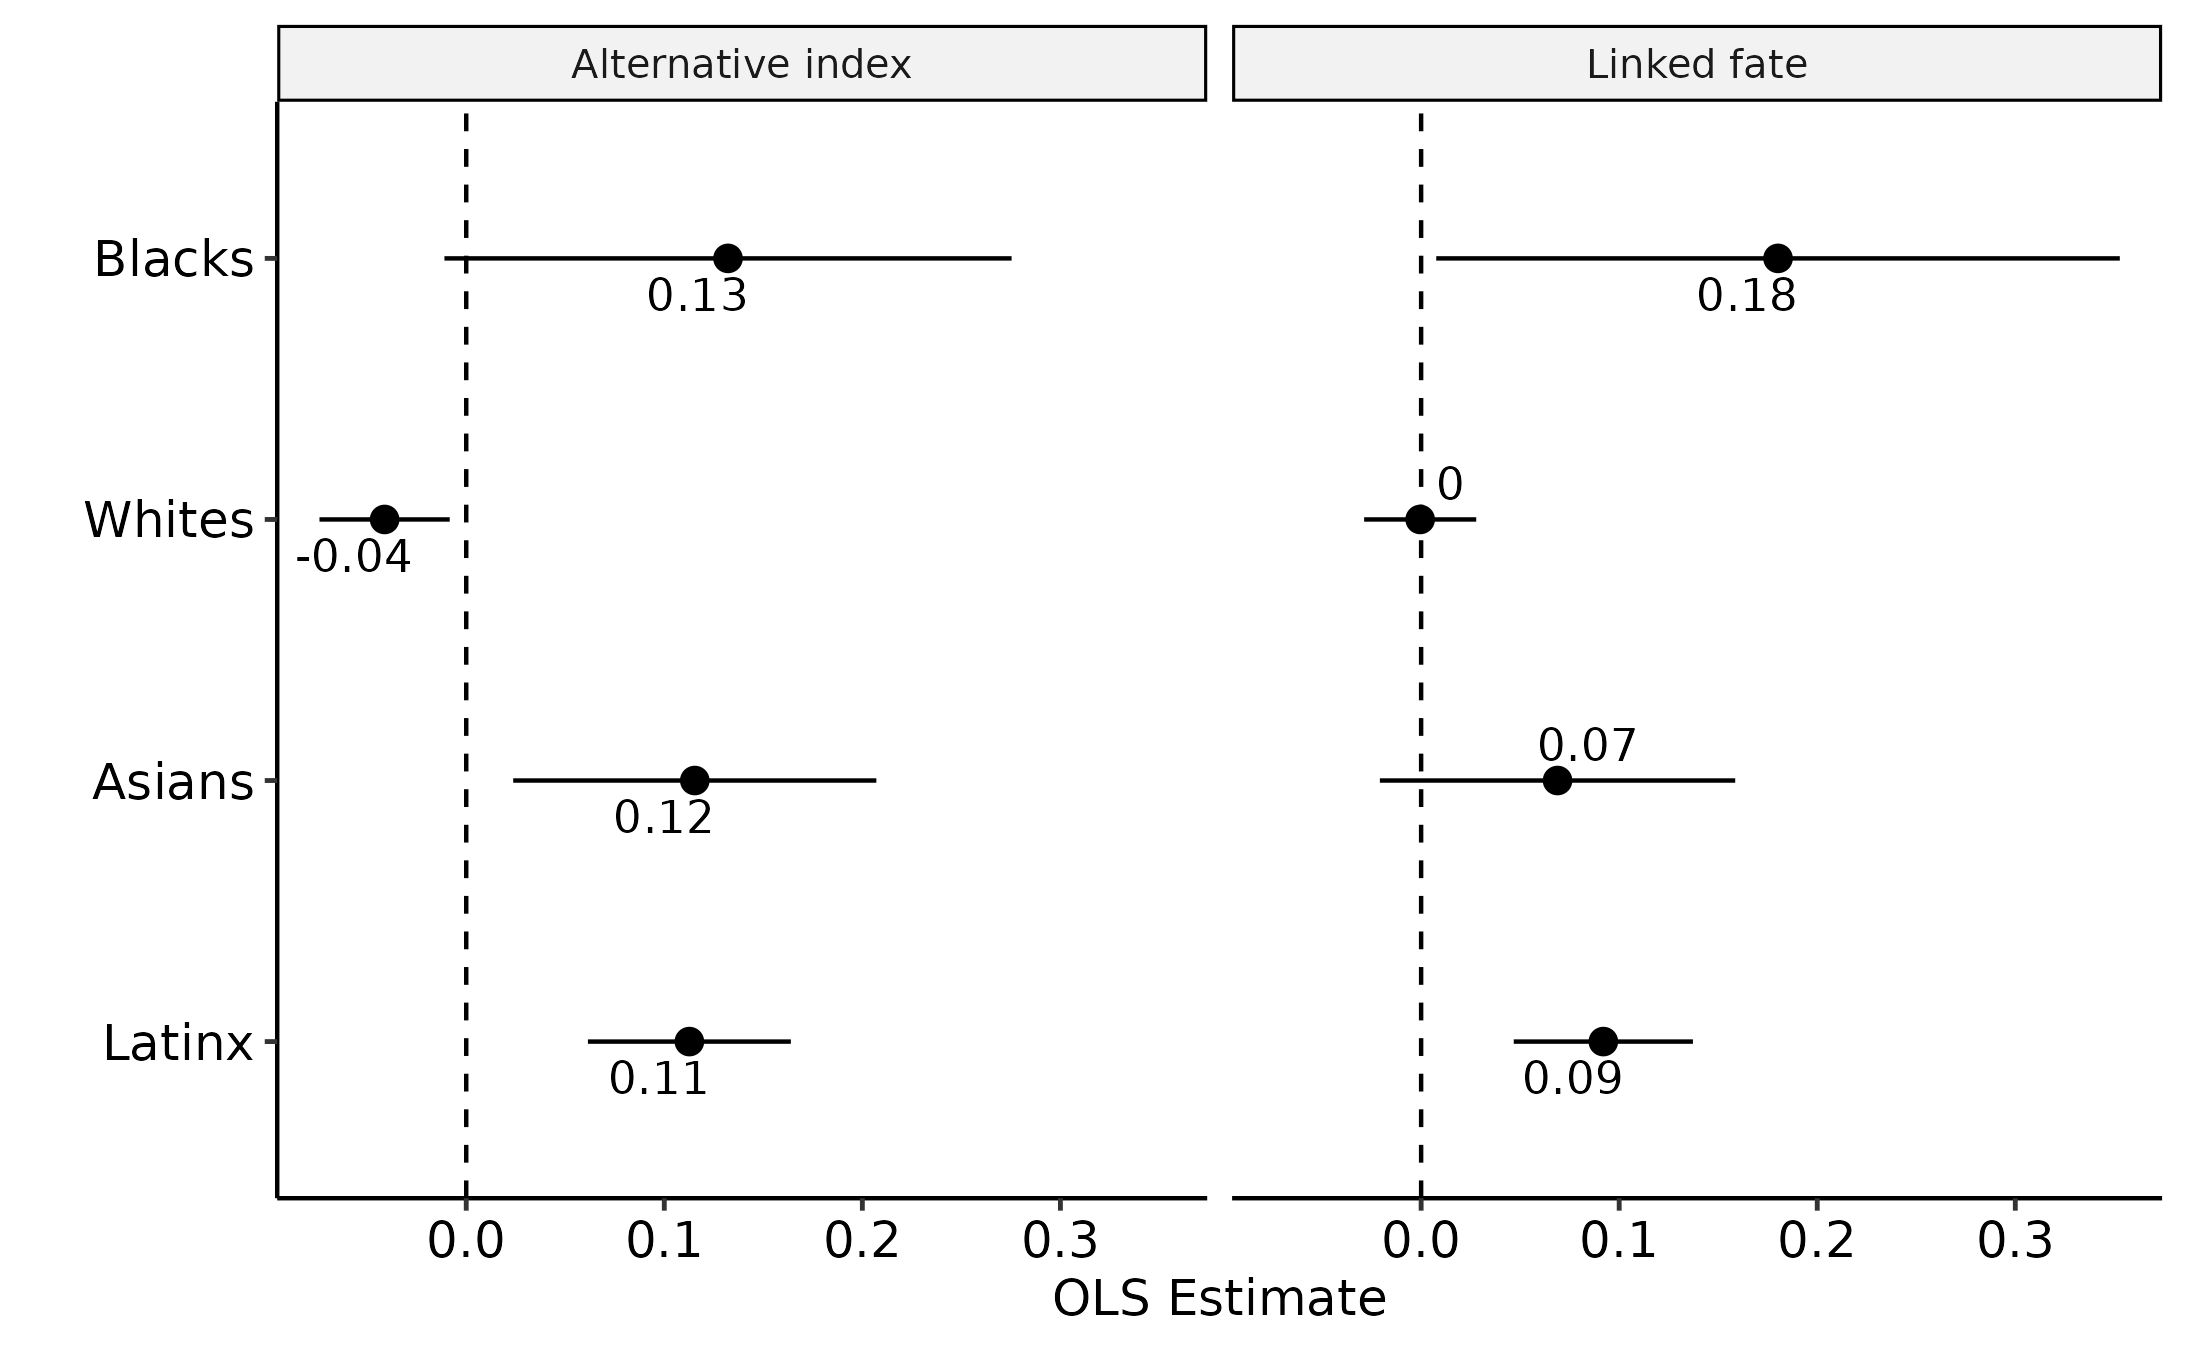 Alternative index
Linked fate
Blacks
0.13
0.18
Whites
-0.04
0
Asians
0.12
0.07
Latinx
0.11
0.09
0.0 0.1 0.2 0.3
0.0 0.1 0.2 0.3
OLS Estimate